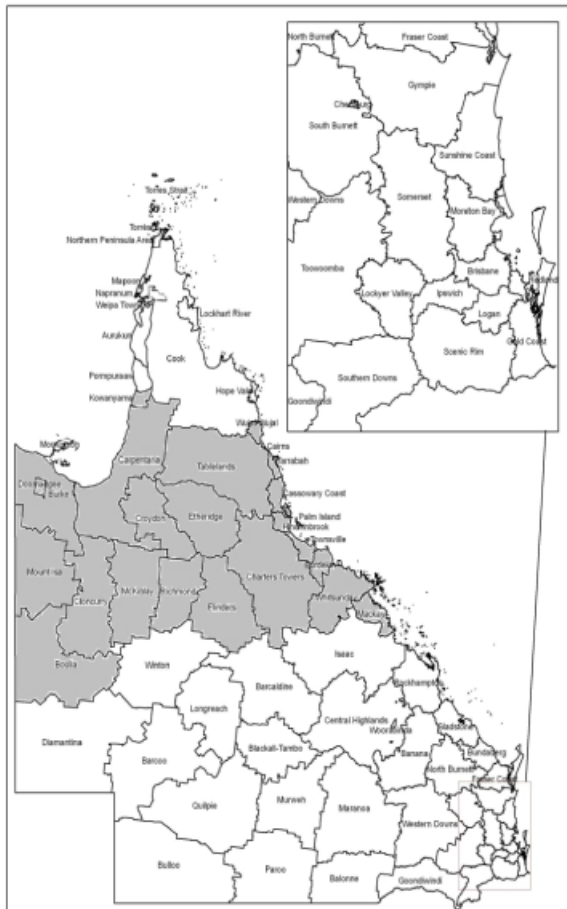 North Burnett
Fraser Coast
Gympie
South Burnett
Sunshine Coast
Western Downs
Somerset
Moreton Bay
Toowoomba
Brisbane
Lockyer Valley
Ipswich
Logan
Gold Coast
Scenic Rim
Southern Downs
Goondiwindi
Torres Strait
Torres
Northern Peninsula Area
Mapoon
Napranum
Weipa Town
Lockhart River
Aurukun
Cook
Pormpuraaw
Kowanyama
Hope Vale
Wujal Wujal
Carpentaria
Cairns
Tablelands
Yarrabah
Doomadgee
Burke
Cassowary Coast
Croydon
Etheridge
Palm Island
Hinchinbrook
Townsville
Mount Isa
Charters Towers
Cloncurry
McKinlay
Richmond
Flinders
Whitsunday
Mackay
Boulia
Winton
Isaac
Barcaldine
Rockhampton
Longreach
Central Highlands
Gladstone
Woorabinda
Diamantina
Blackall-Tambo
Banana
Bundaberg
Barcoo
North Burnett
Fraser Coast
Quilpie
Murweh
Maranoa
Western Downs
Bulloo
Paroo
Balonne
Goondiwindi